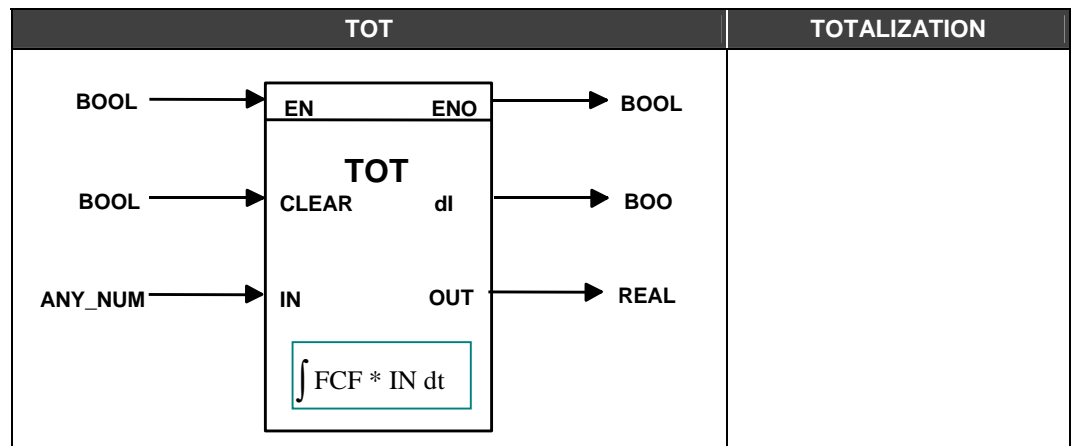 TOT TOTALIZATION
BOOL EN ENO BOOL
TOT
BOOL CLEAR dI BOO
ANY_NUM IN OUT REAL
∫ FCF * IN dt